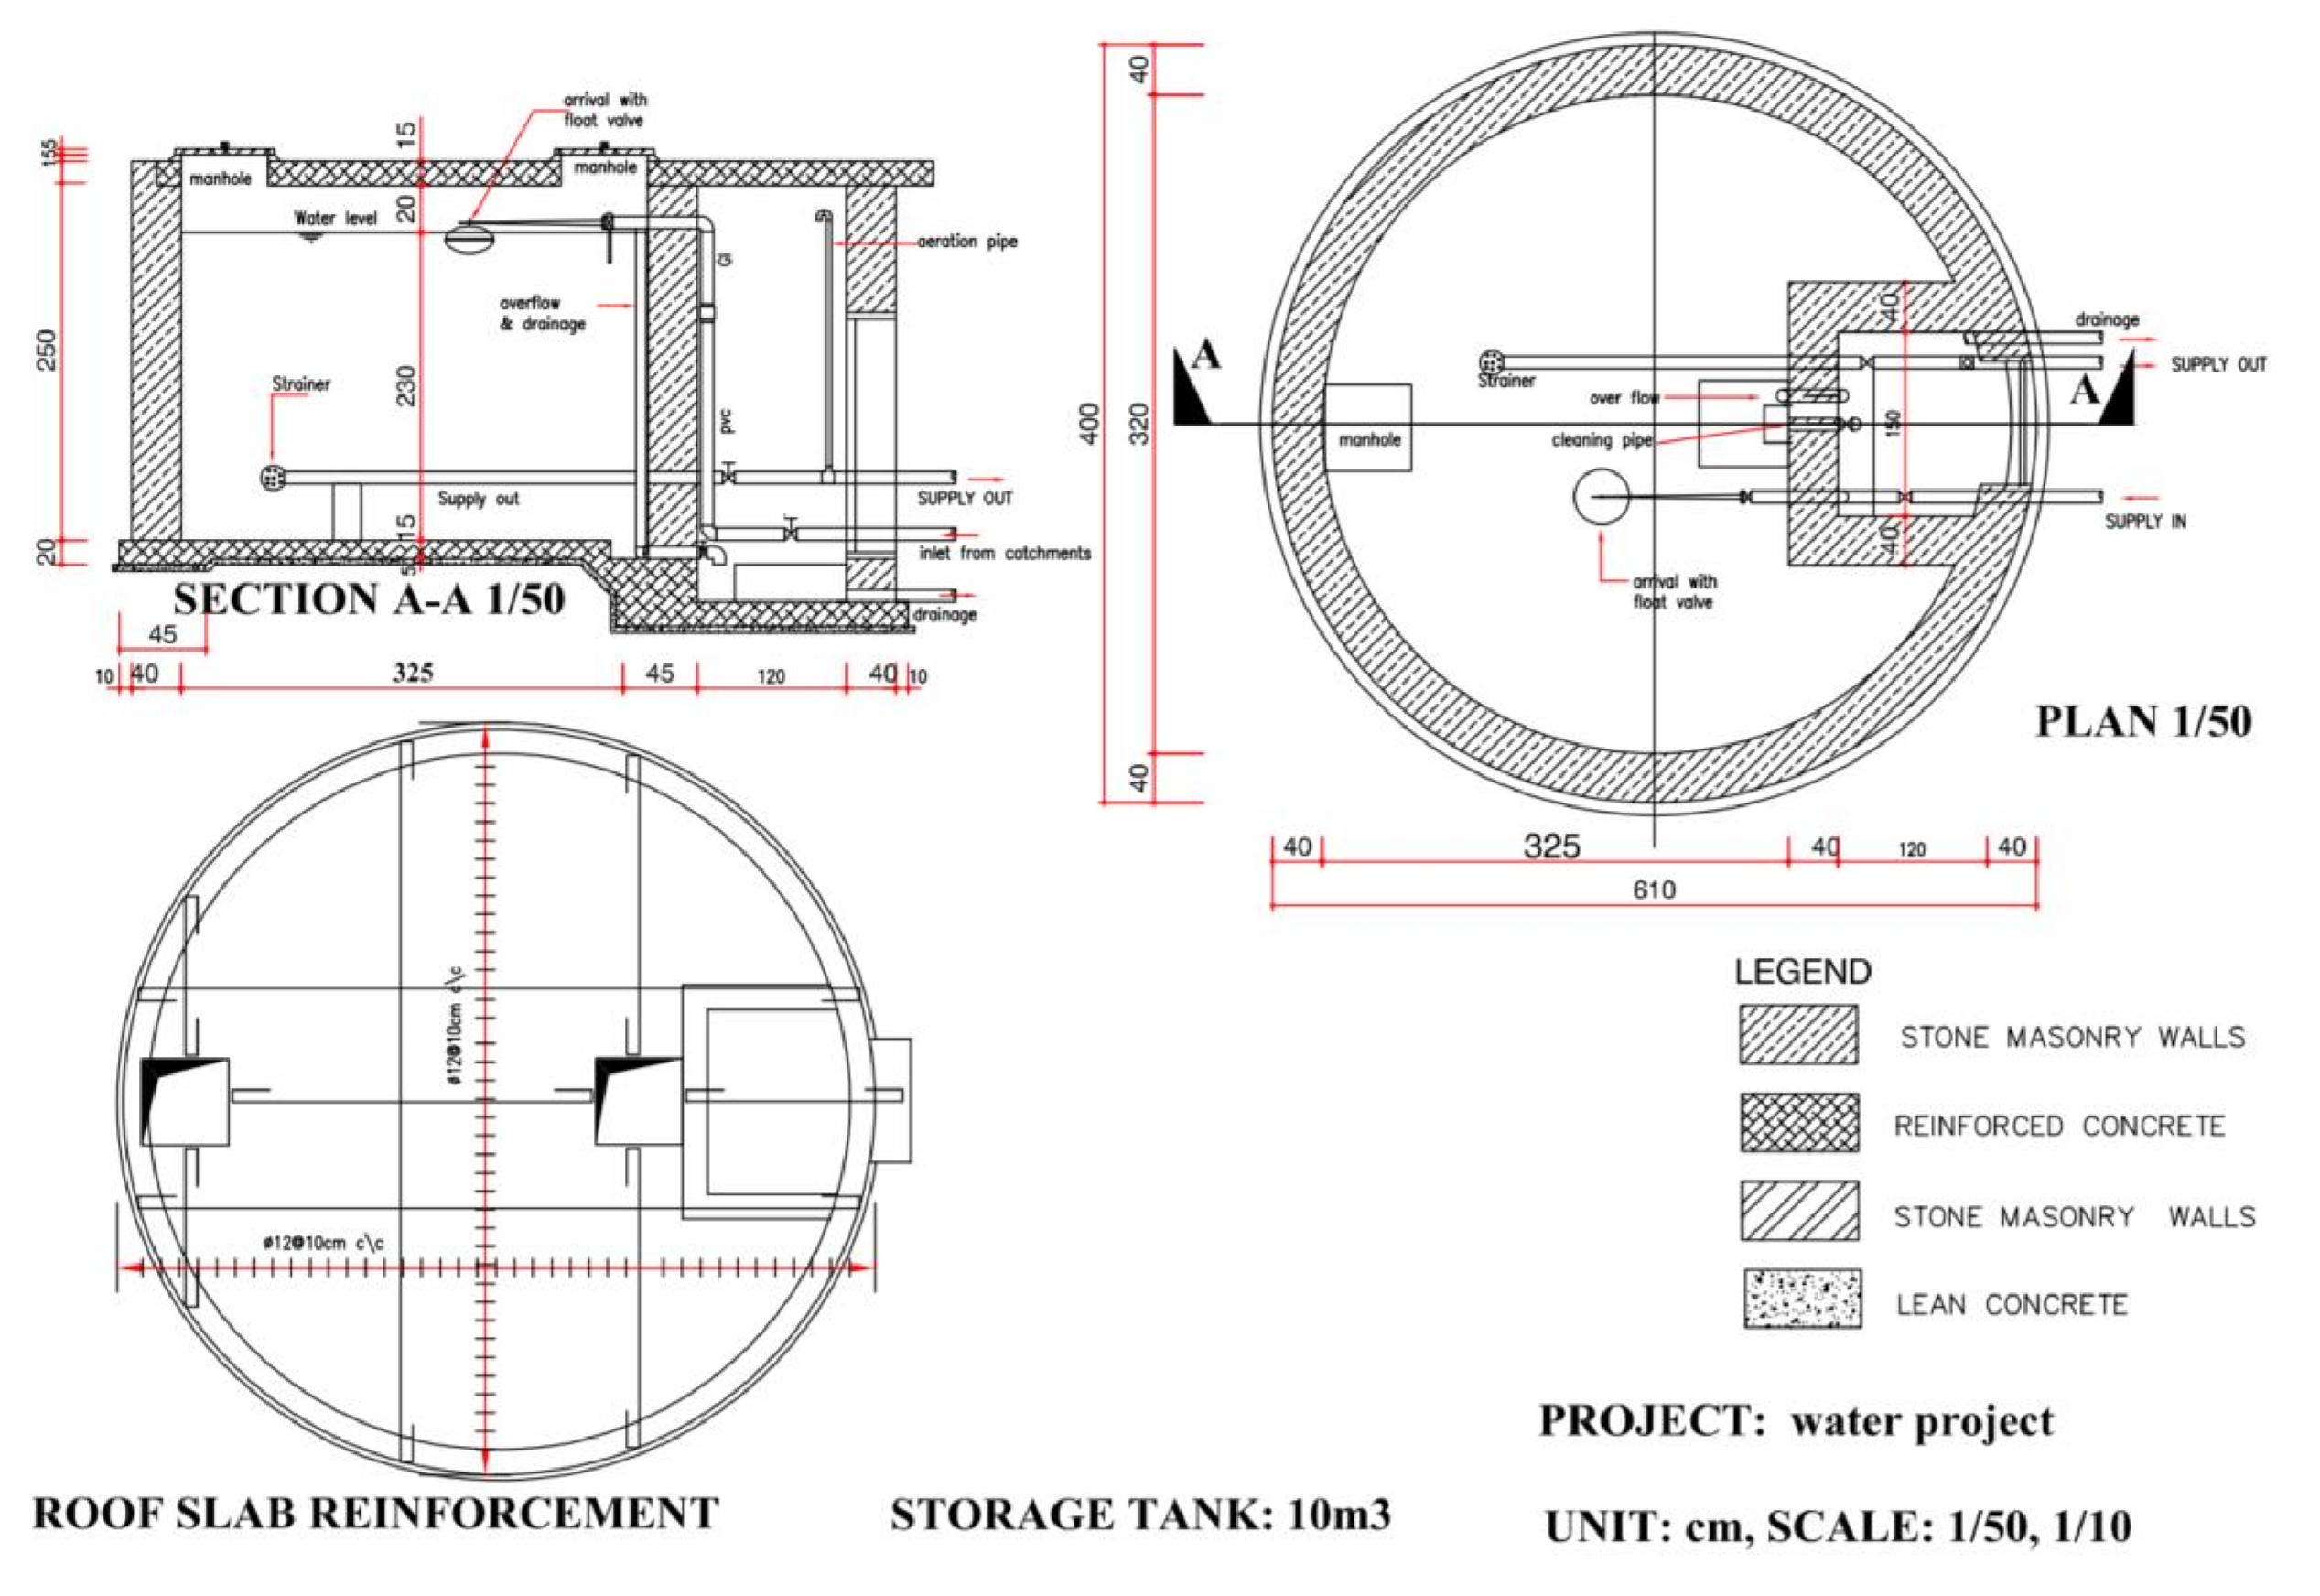 arrival with
float valve
15
155
manhole
manhole
Water level
20
aeration pipe
GI
overflow
& drainage
250
230
Strainer
pvc
Supply out
SUPPLY OUT
15
20
5
inlet from catchments
drainage
SECTION A-A 1/50
45
10
40
325
45
120
40
10
40
400
320
40
A
A
40
150
40
drainage
SUPPLY OUT
Strainer
over flow
cleaning pipe
manhole
SUPPLY IN
arrival with
float valve
PLAN 1/50
40
325
40
120
40
610
ø12@10cm c\c
ø12@10cm c\c
ROOF SLAB REINFORCEMENT
LEGEND
STONE MASONRY WALLS
REINFORCED CONCRETE
STONE MASONRY WALLS
LEAN CONCRETE
PROJECT: water project
STORAGE TANK: 10m3
UNIT: cm, SCALE: 1/50, 1/10